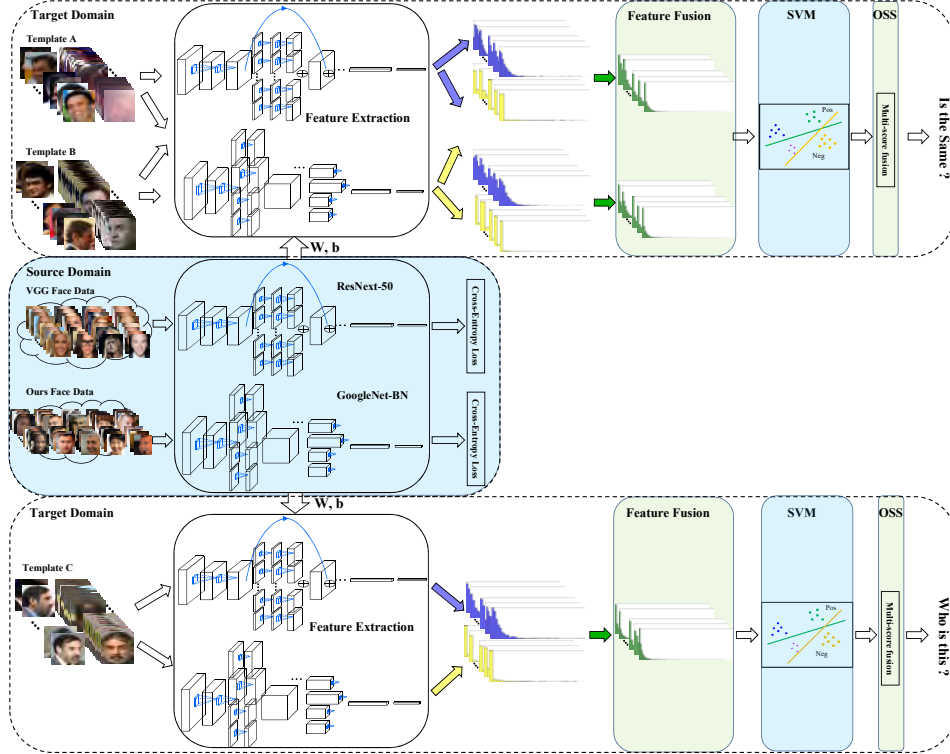 Target Domain
Feature Fusion
SVM
OSS
Template A
Feature Extraction
Pos
Neg
Multi-score fusion
Is the Same ?
Template B
W, b
Source Domain
VGG Face Data
ResNext-50
Cross-Entropy Loss
Ours Face Data
GoogleNet-BN
Cross-Entropy Loss
W, b
Target Domain
Feature Fusion
SVM
OSS
Template C
Feature Extraction
Pos
Neg
Multi-score fusion
Who is this ?